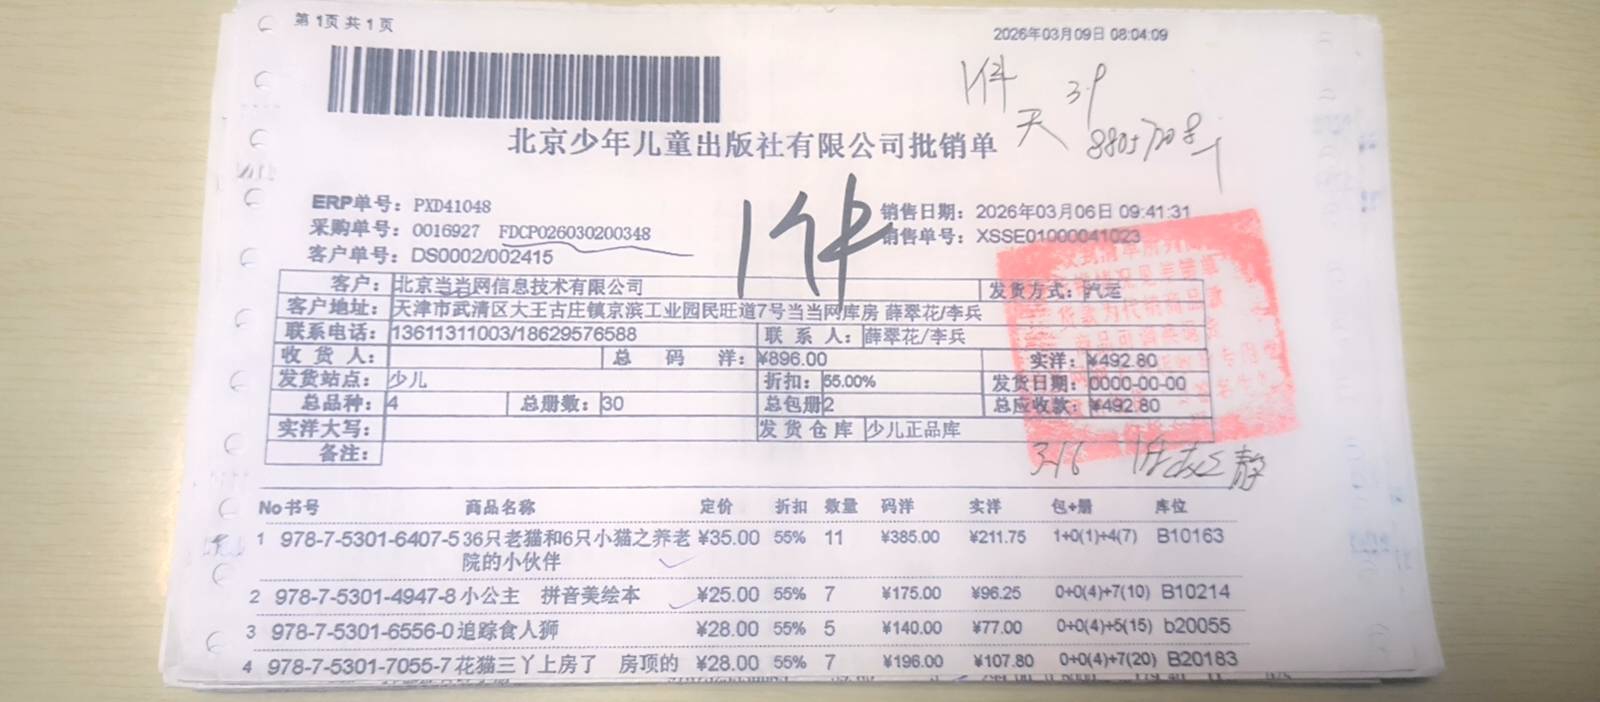 第 1页 共 1 页
2026年03月09日 08:04:09
1件
天
北京少年儿童出版社有限公司批销单
1件
ERP单号: PXD41048
销售日期: 2026年03月06日 09:41:31
采购单号: 0016927 FDCP026030200348
销售单号: XSSE01000041023
客户单号: DS0002/002415
客户: 北京当当网信息技术有限公司 发货方式: 汽运
客户地址: 天津市武清区大王古庄镇京滨工业园民旺道7号当当网库房 薛翠花/李兵
联系电话: 13611311003/18629576588 联 系 人: 薛翠花/李兵
收 货 人: 总 码 洋: ¥896.00 实洋: ¥492.80
发货站点: 少儿 折扣: 55.00% 发货日期: 0000-00-00
总品种: 4 总册数: 30 总包册2 总应收款: ¥492.80
实洋大写: 发 货 仓 库 少儿正品库
备注:
No 书号 商品名称 定价 折扣 数量 码洋 实洋 包+册 库位
1 978-7-5301-6407-5 36只老猫和6只小猫之养老 ¥35.00 55% 11 ¥385.00 ¥211.75 1+0(1)+4(7) B10163
院的小伙伴
2 978-7-5301-4947-8 小公主 拼音美绘本 ¥25.00 55% 7 ¥175.00 ¥96.25 0+0(4)+7(10) B10214
3 978-7-5301-6556-0 追踪食人狮 ¥28.00 55% 5 ¥140.00 ¥77.00 0+0(4)+5(15) b20055
4 978-7-5301-7055-7 花猫三丫上房了 房顶的 ¥28.00 55% 7 ¥196.00 ¥107.80 0+0(4)+7(20) B20183